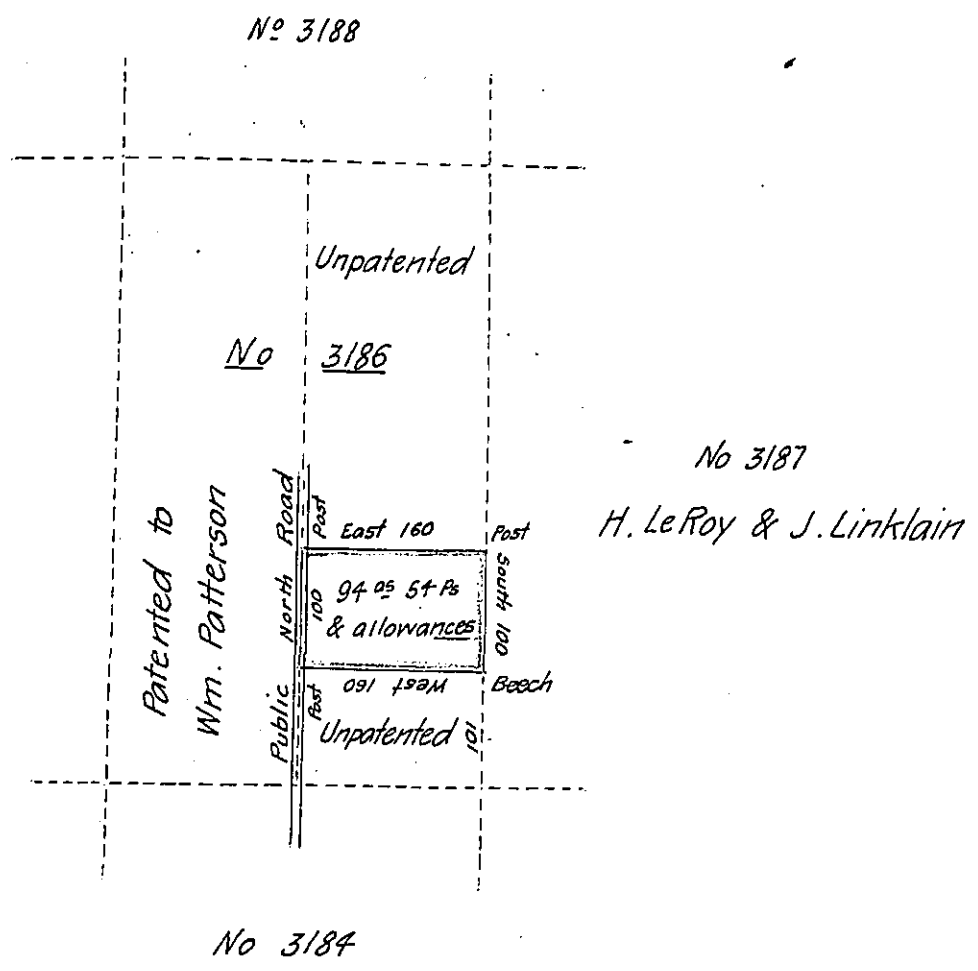 Nº 3188
Unpatented
No 3186
No 3187
H. LeRoy & J. Linklain
Patented to
Wm. Patterson
Public North Road
Post
East 160
Post
100
94 as 54 Ps
& allowances
South 100
Post
West 160
Beech
Unpatented
101
No 3184